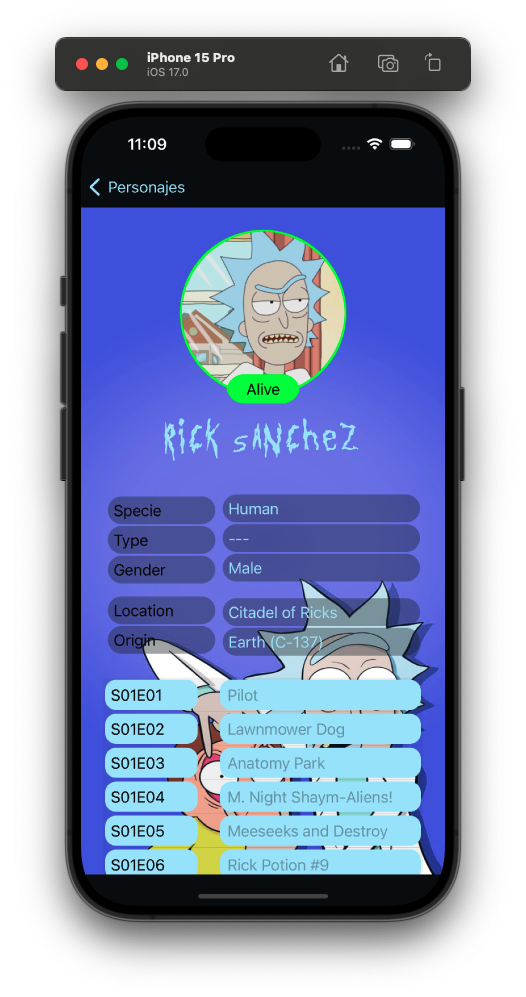 iPhone 15 Pro
iOS 17.0
11:09
Personajes
Alive
Rick Sanchez
Specie Human
Type ---
Gender Male
Location Citadel of Ricks
Origin Earth (C-137)
S01E01 Pilot
S01E02 Lawnmower Dog
S01E03 Anatomy Park
S01E04 M. Night Shaym-Aliens!
S01E05 Meeseeks and Destroy
S01E06 Rick Potion #9